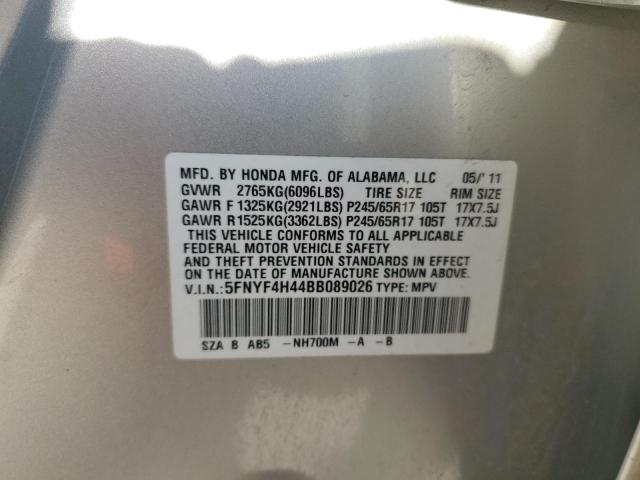 MFD. BY HONDA MFG. OF ALABAMA, LLC 05/'11
GVWR 2765KG(6096LBS) TIRE SIZE RIM SIZE
GAWR F 1325KG(2921LBS) P245/65R17 105T 17X7.5J
GAWR R1525KG(3362LBS) P245/65R17 105T 17X7.5J
THIS VEHICLE CONFORMS TO ALL APPLICABLE
FEDERAL MOTOR VEHICLE SAFETY
AND THEFT PREVENTION STANDARDS IN EFFECT
ON THE DATE OF MANUFACTURE SHOWN ABOVE.
V.I.N.:5FNYF4H44BB089026 TYPE: MPV
SZA B AB5 -NH700M -A -B